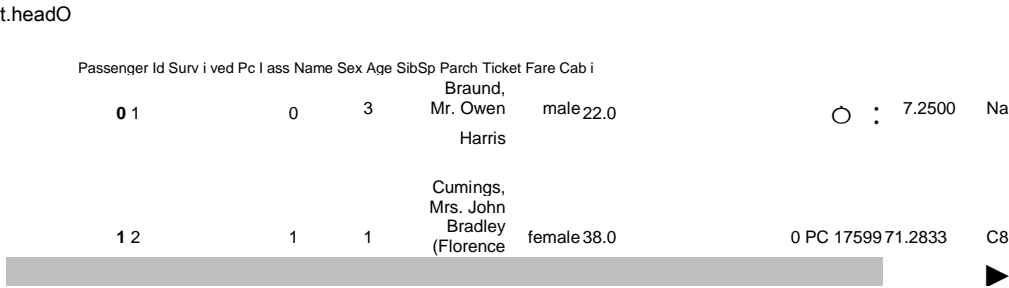 t.headO
Passenger Id Surv i ved Pc I ass Name Sex Age SibSp Parch Ticket Fare Cab i
Braund,
0 1 0 3 Mr. Owen male 22.0 O : 7.2500 Na
Harris
Cumings,
Mrs. John
Bradley
1 2 1 1 (Florence female 38.0 0 PC 17599 71.2833 C8